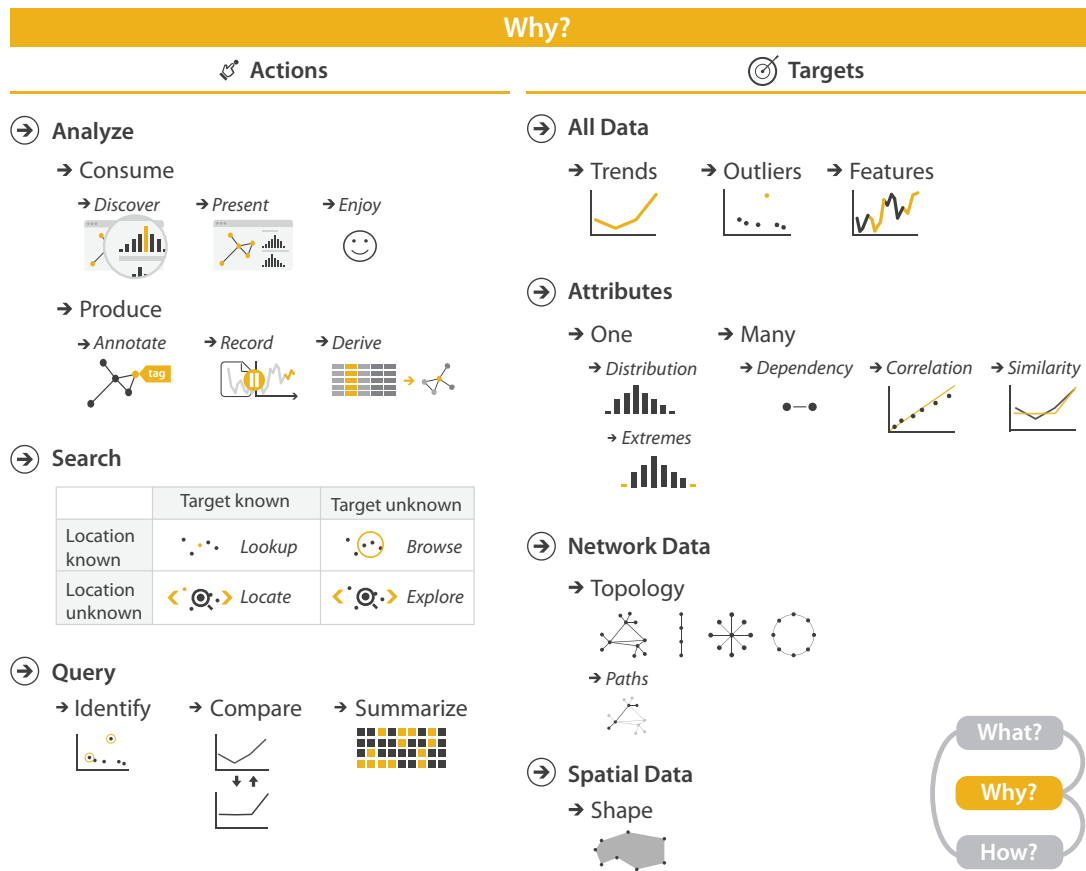 Why?
Actions
Analyze
Consume
Discover
Present
Enjoy
Produce
Annotate
Record
Derive
tag
Search
Target known
Target unknown
Location
known
Lookup
Browse
Location
unknown
Locate
Explore
Query
Identify
Compare
Summarize
Targets
All Data
Trends
Outliers
Features
Attributes
One
Many
Distribution
Dependency
Correlation
Similarity
Extremes
Network Data
Topology
Paths
Spatial Data
Shape
What?
Why?
How?